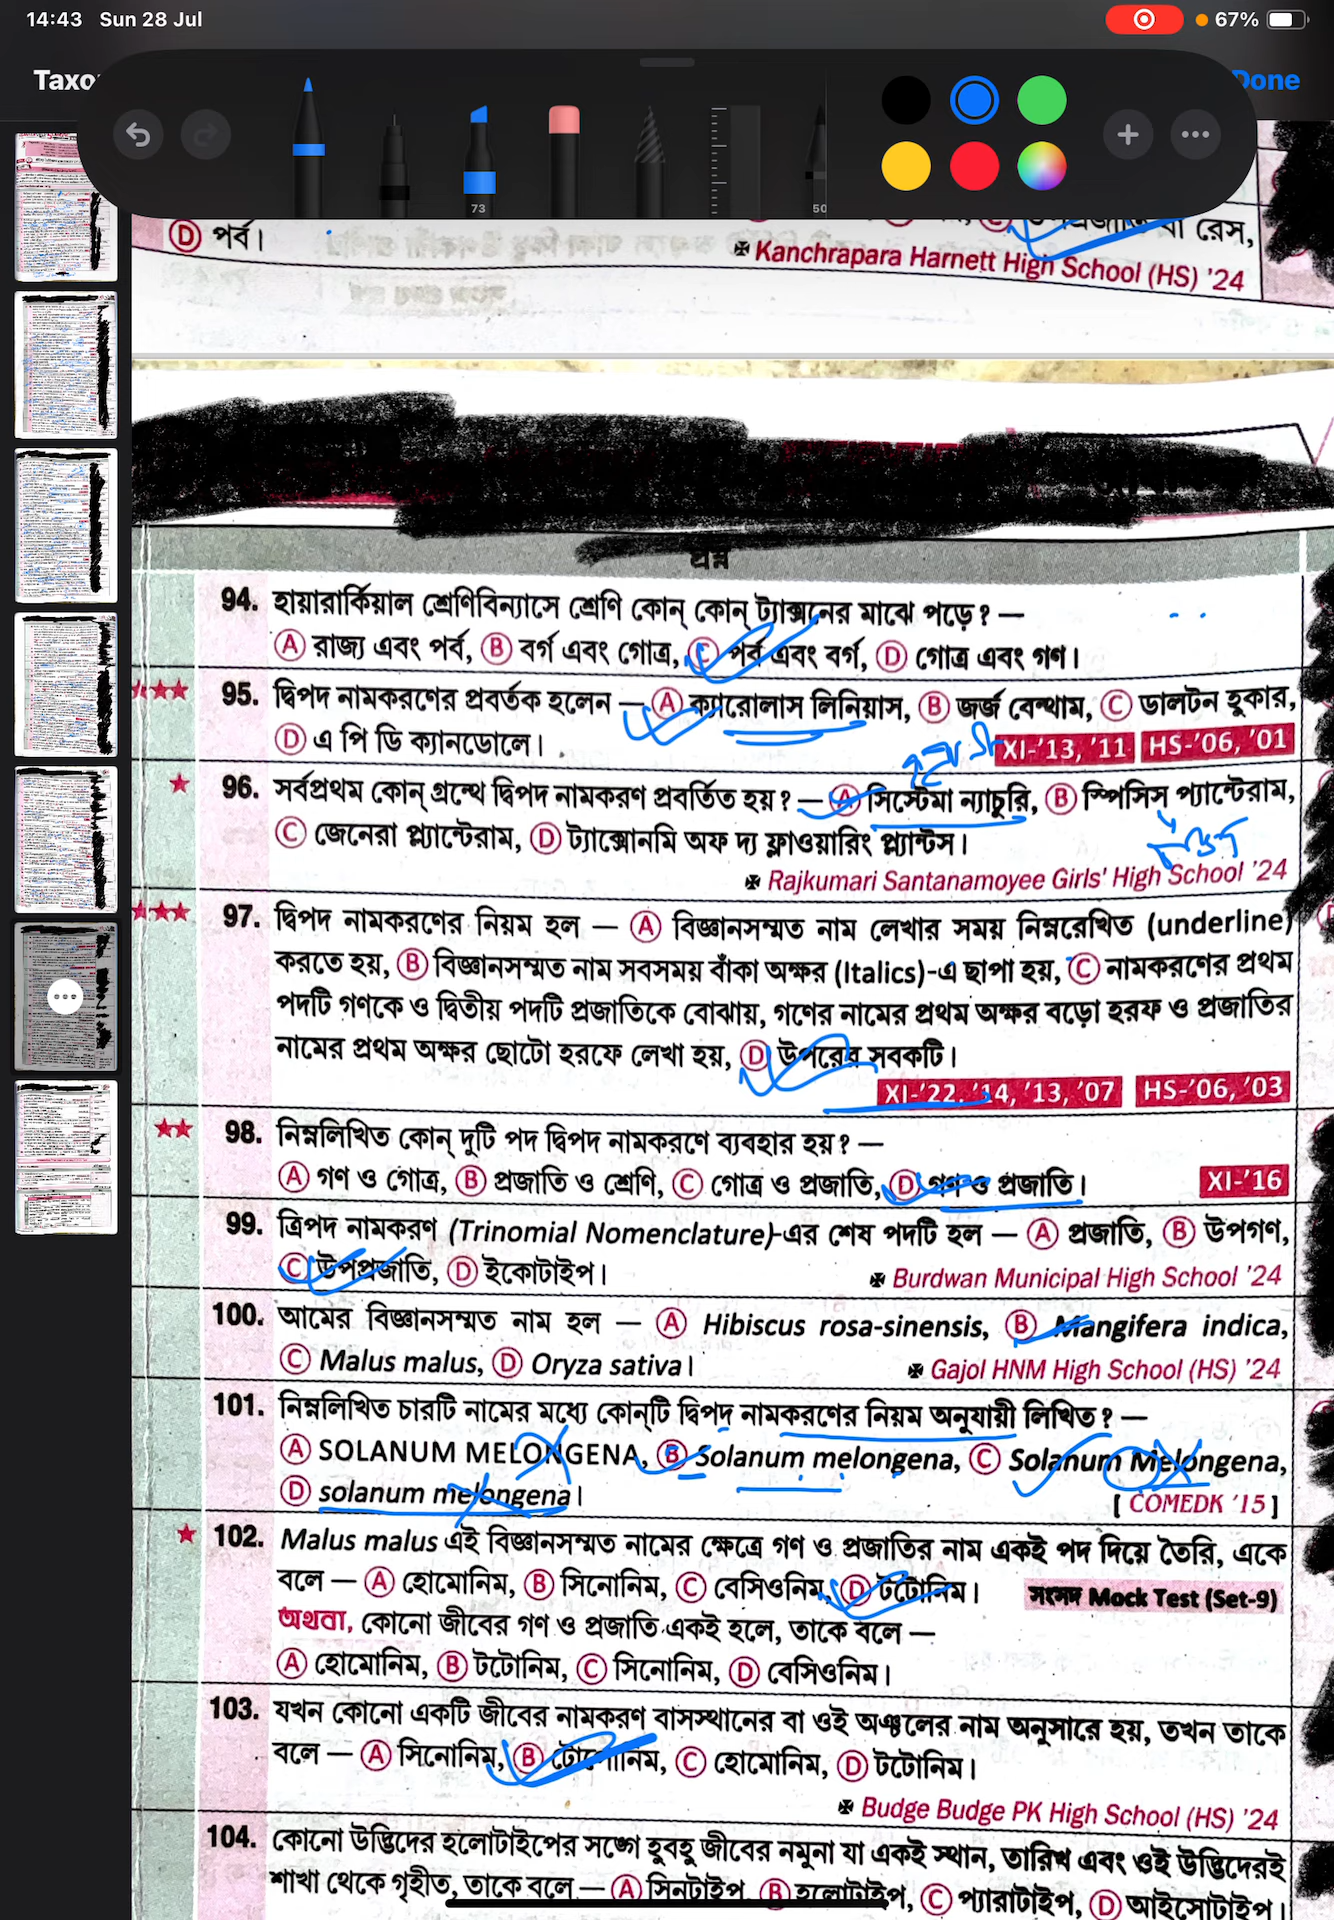 14:43 Sun 28 Jul
67%
Done
73
50
Ⓓ পর্ব।
বা রেস,
✠ Kanchrapara Harnett High School (HS) '24
প্রশ্ন
94. হায়ারার্কিয়াল শ্রেণিবিন্যাসে শ্রেণি কোন্ কোন্ ট্যাক্সনের মাঝে পড়ে? —
Ⓐ রাজ্য এবং পর্ব, Ⓑ বর্গ এবং গোত্র, Ⓒ পর্ব এবং বর্গ, Ⓓ গোত্র এবং গণ।
★★ 95. দ্বিপদ নামকরণের প্রবর্তক হলেন — Ⓐ ক্যারোলাস লিনিয়াস, Ⓑ জর্জ বেন্থাম, Ⓒ ডালটন হুকার,
Ⓓ এ পি ডি ক্যানডোলে। XI-'13, '11 HS-'06, '01
★ 96. সর্বপ্রথম কোন্ গ্রন্থে দ্বিপদ নামকরণ প্রবর্তিত হয়? — Ⓐ সিস্টেমা ন্যাচুরি, Ⓑ স্পিসিস প্যান্টেরাম,
Ⓒ জেনেরা প্ল্যান্টেরাম, Ⓓ ট্যাক্সোনমি অফ দ্য ফ্লাওয়ারিং প্ল্যান্টস।
✠ Rajkumari Santanamoyee Girls' High School '24
★★★ 97. দ্বিপদ নামকরণের নিয়ম হল — Ⓐ বিজ্ঞানসম্মত নাম লেখার সময় নিম্নরেখিত (underline)
করতে হয়, Ⓑ বিজ্ঞানসম্মত নাম সবসময় বাঁকা অক্ষর (Italics)-এ ছাপা হয়, Ⓒ নামকরণের প্রথম
পদটি গণকে ও দ্বিতীয় পদটি প্রজাতিকে বোঝায়, গণের নামের প্রথম অক্ষর বড়ো হরফ ও প্রজাতির
নামের প্রথম অক্ষর ছোটো হরফে লেখা হয়, Ⓓ উপরের সবকটি।
XI-'22, '14, '13, '07 HS-'06, '03
★★ 98. নিম্নলিখিত কোন্ দুটি পদ দ্বিপদ নামকরণে ব্যবহার হয়? —
Ⓐ গণ ও গোত্র, Ⓑ প্রজাতি ও শ্রেণি, Ⓒ গোত্র ও প্রজাতি, Ⓓ গণ ও প্রজাতি। XI-'16
99. ত্রিপদ নামকরণ (Trinomial Nomenclature)-এর শেষ পদটি হল — Ⓐ প্রজাতি, Ⓑ উপগণ,
Ⓒ উপপ্রজাতি, Ⓓ ইকোটাইপ। ✠ Burdwan Municipal High School '24
100. আমের বিজ্ঞানসম্মত নাম হল — Ⓐ Hibiscus rosa-sinensis, Ⓑ Mangifera indica,
Ⓒ Malus malus, Ⓓ Oryza sativa। ✠ Gajol HNM High School (HS) '24
101. নিম্নলিখিত চারটি নামের মধ্যে কোন্‌টি দ্বিপদ নামকরণের নিয়ম অনুযায়ী লিখিত? —
Ⓐ SOLANUM MELONGENA, Ⓑ Solanum melongena, Ⓒ Solanum Melongena,
Ⓓ solanum melongena। [ COMEDK '15 ]
★ 102. Malus malus এই বিজ্ঞানসম্মত নামের ক্ষেত্রে গণ ও প্রজাতির নাম একই পদ দিয়ে তৈরি, একে
বলে — Ⓐ হোমোনিম, Ⓑ সিনোনিম, Ⓒ বেসিওনিম, Ⓓ টটোনিম। সংসদ Mock Test (Set-9)
অথবা, কোনো জীবের গণ ও প্রজাতি একই হলে, তাকে বলে —
Ⓐ হোমোনিম, Ⓑ টটোনিম, Ⓒ সিনোনিম, Ⓓ বেসিওনিম।
103. যখন কোনো একটি জীবের নামকরণ বাসস্থানের বা ওই অঞ্চলের নাম অনুসারে হয়, তখন তাকে
বলে — Ⓐ সিনোনিম, Ⓑ টোপোনিম, Ⓒ হোমোনিম, Ⓓ টটোনিম।
✠ Budge Budge PK High School (HS) '24
104. কোনো উদ্ভিদের হলোটাইপের সঙ্গে হুবহু জীবের নমুনা যা একই স্থান, তারিখ এবং ওই উদ্ভিদেরই
শাখা থেকে গৃহীত, তাকে বলে — Ⓐ সিনটাইপ, Ⓑ হলোটাইপ, Ⓒ প্যারাটাইপ, Ⓓ আইসোটাইপ।